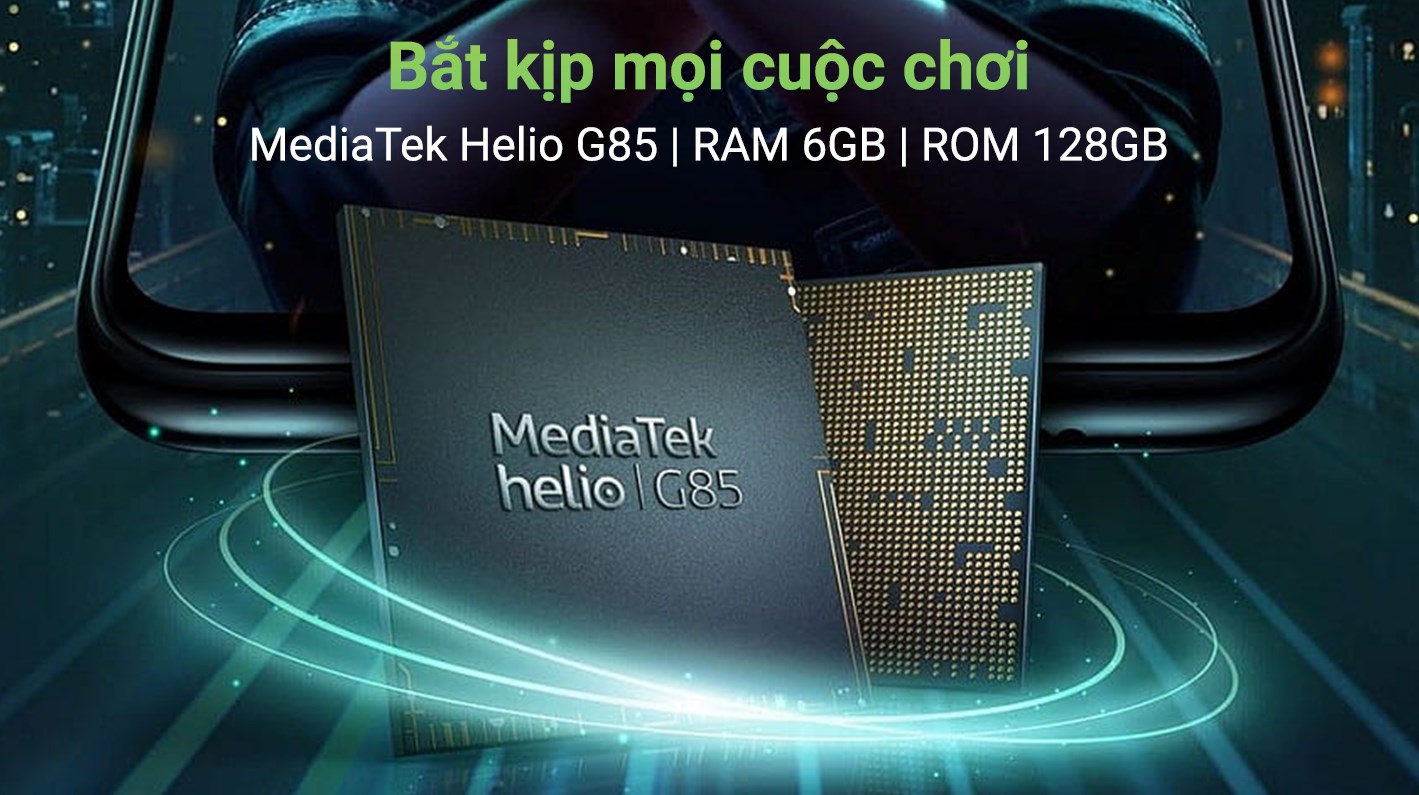 Bắt kịp mọi cuộc chơi
MediaTek Helio G85 | RAM 6GB | ROM 128GB
MediaTek
helio | G85